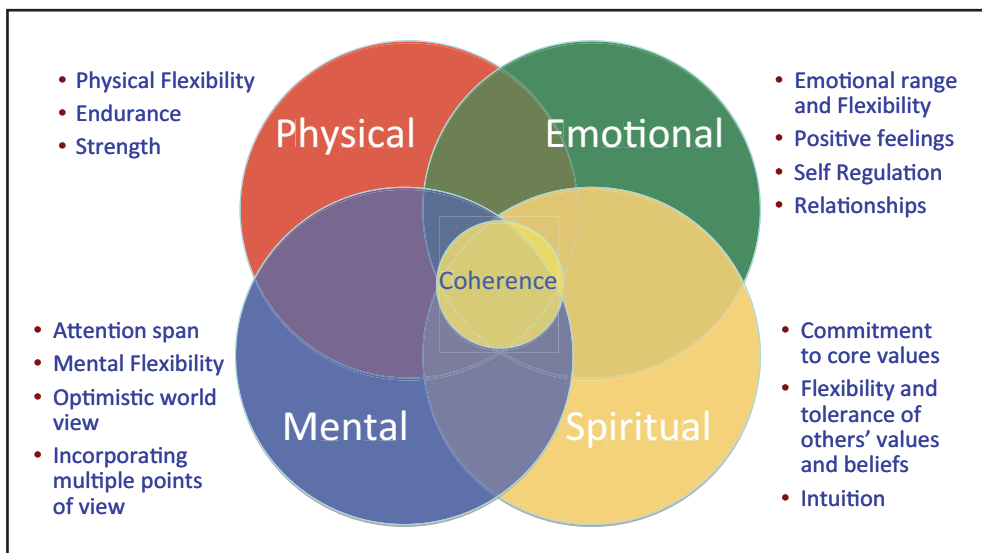 • Physical Flexibility
• Endurance
• Strength
Physical
Emotional
• Emotional range
and Flexibility
• Positive feelings
• Self Regulation
• Relationships
Coherence
• Attention span
• Mental Flexibility
• Optimistic world
view
• Incorporating
multiple points
of view
Mental
Spiritual
• Commitment
to core values
• Flexibility and
tolerance of
others’ values
and beliefs
• Intuition